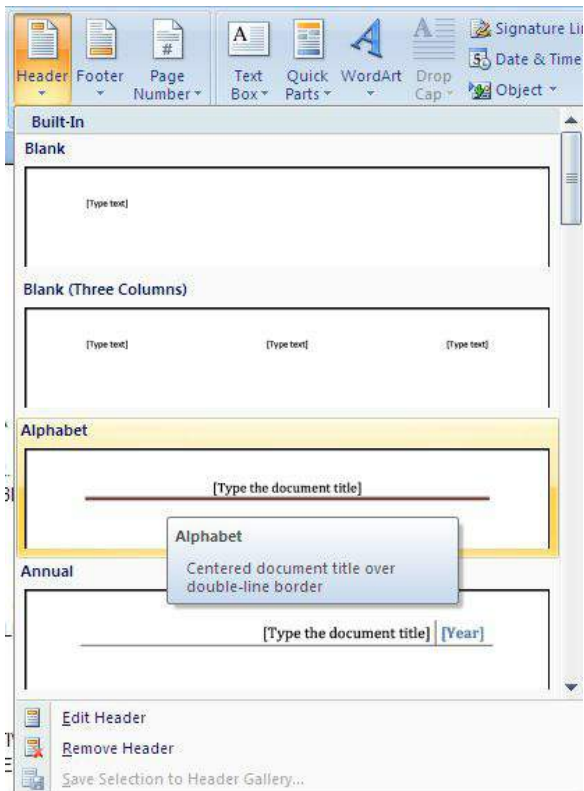 Signature Li
Header Footer Page Number
Text Box Quick Parts WordArt Drop Cap
A
#
A
A
5 Date & Time
Object
Built-In
Blank
[Type text]
Blank (Three Columns)
[Type text] [Type text] [Type text]
Alphabet
[Type the document title]
Alphabet
Centered document title over
double-line border
Annual
[Type the document title] [Year]
Edit Header
Remove Header
Save Selection to Header Gallery...